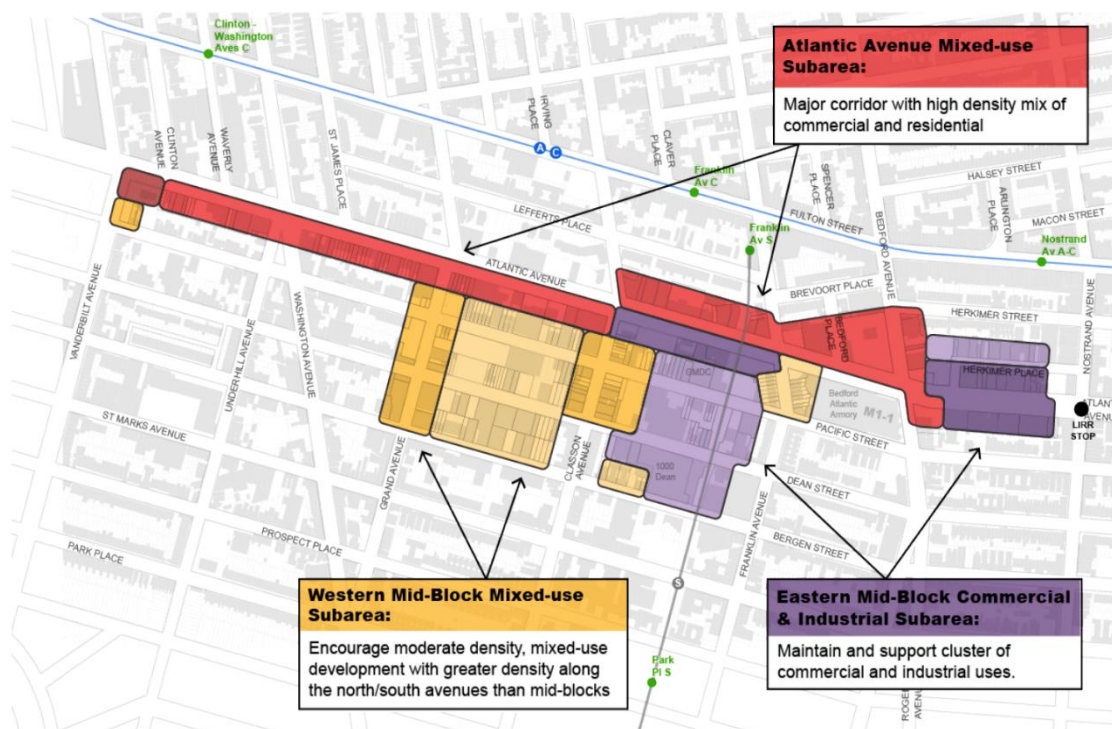 Clinton -
Washington
Aves C
Atlantic Avenue Mixed-use
Subarea:
Major corridor with high density mix of
commercial and residential
IRVING
PLACE
CLAVER
PLACE
CLINTON
AVENUE
WAVERLY
AVENUE
ST JAMES PLACE
A
C
SPENCER
PLACE
HALSEY STREET
Franklin
Av C
ARLINGTON
PLACE
MACON STREET
LEFFERTS PLACE
FULTON STREET
BEDFORD AVENUE
Franklin
Av S
Nostrand
Av A-C
ATLANTIC AVENUE
BREVOORT PLACE
VANDERBILT AVENUE
WASHINGTON AVENUE
UNDERHILL AVENUE
BEDFORD
PLACE
HERKIMER STREET
NOSTRAND AVENUE
HERKIMER PLACE
GMDC
Bedford
Atlantic
Armory
M1-1
AVENUE
LIRR
STOP
ST MARKS AVENUE
GRAND AVENUE
CLASSON
AVENUE
PACIFIC STREET
1000
Dean
DEAN STREET
FRANKLIN AVENUE
PROSPECT PLACE
BERGEN STREET
PARK PLACE
S
Western Mid-Block Mixed-use
Subarea:
Encourage moderate density, mixed-use
development with greater density along
the north/south avenues than mid-blocks
Eastern Mid-Block Commercial
& Industrial Subarea:
Maintain and support cluster of
commercial and industrial uses.
Park
Pl S
AVENUE